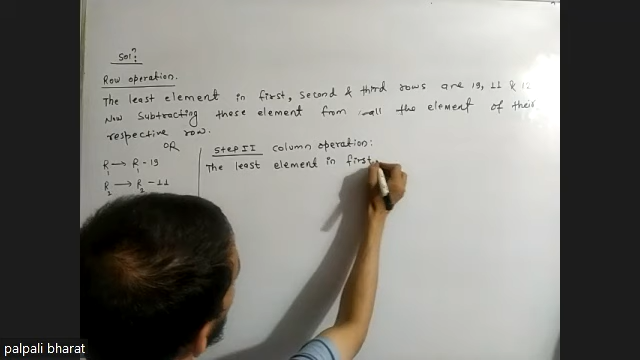 Sol?
Row operation.
The least element in first, second & third rows are 19, 11 & 12
Now Subtracting these element from all the element of their
respective row.
OR
R1 → R1 - 19
R2 → R2 - 11
Step II column operation:
The least element in first
palpali bharat